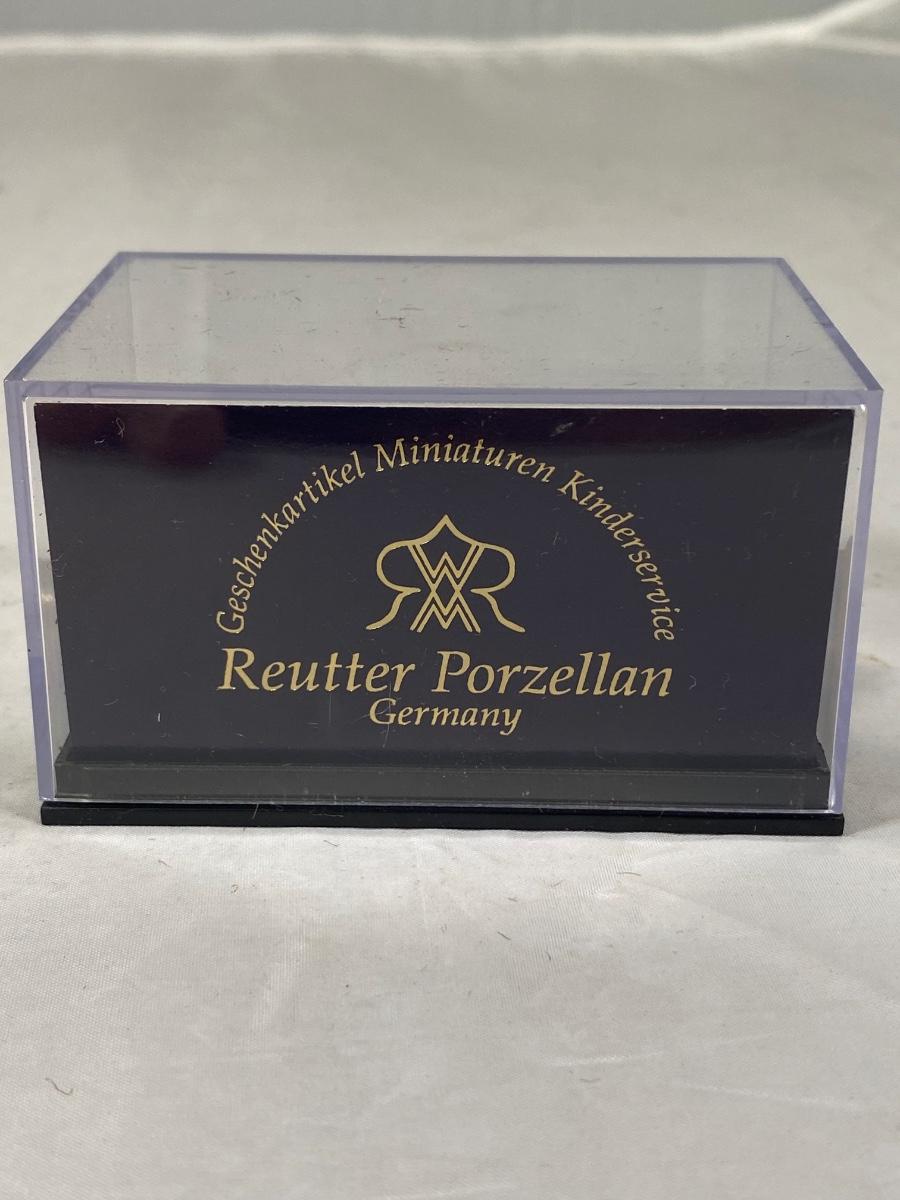 Geschenkartikel Miniaturen Kinderservice
Reutter Porzellan
Germany